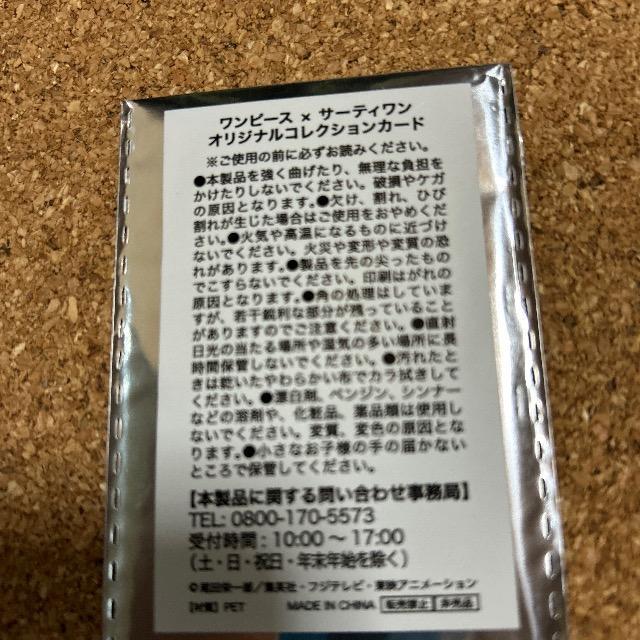 ワンピース × サーティワン
オリジナルコレクションカード
※ご使用の前に必ずお読みください。
●本製品を強く曲げたり、無理な負担を
かけたりしないでください。破損やケガ
の原因となります。●欠け、割れ、ひび
割れが生じた場合はご使用をおやめくだ
さい。●火気や高温になるものに近づけ
ないでください。火災や変形や変質の恐
れがあります。●製品を先の尖ったもの
でこすらないでください。印刷はがれの
原因となります。●角の処理はしていま
すが、若干鋭利な部分が残っていること
がありますのでご注意ください。●直射
日光の当たる場所や湿気の多い場所に長
時間保管しないでください。●汚れたと
きは乾いたやわらかい布でカラ拭きして
ください。●漂白剤、ベンジン、シンナー
などの溶剤や、化粧品、薬品類は使用し
ないでください。変質、変色の原因とな
ります。●小さなお子様の手の届かない
ところで保管してください。
【本製品に関する問い合わせ事務局】
TEL: 0800-170-5573
受付時間：10:00 ～ 17:00
（土・日・祝日・年末年始を除く）
©尾田栄一郎／集英社・フジテレビ・東映アニメーション
【材質】PET MADE IN CHINA 転売禁止 非売品